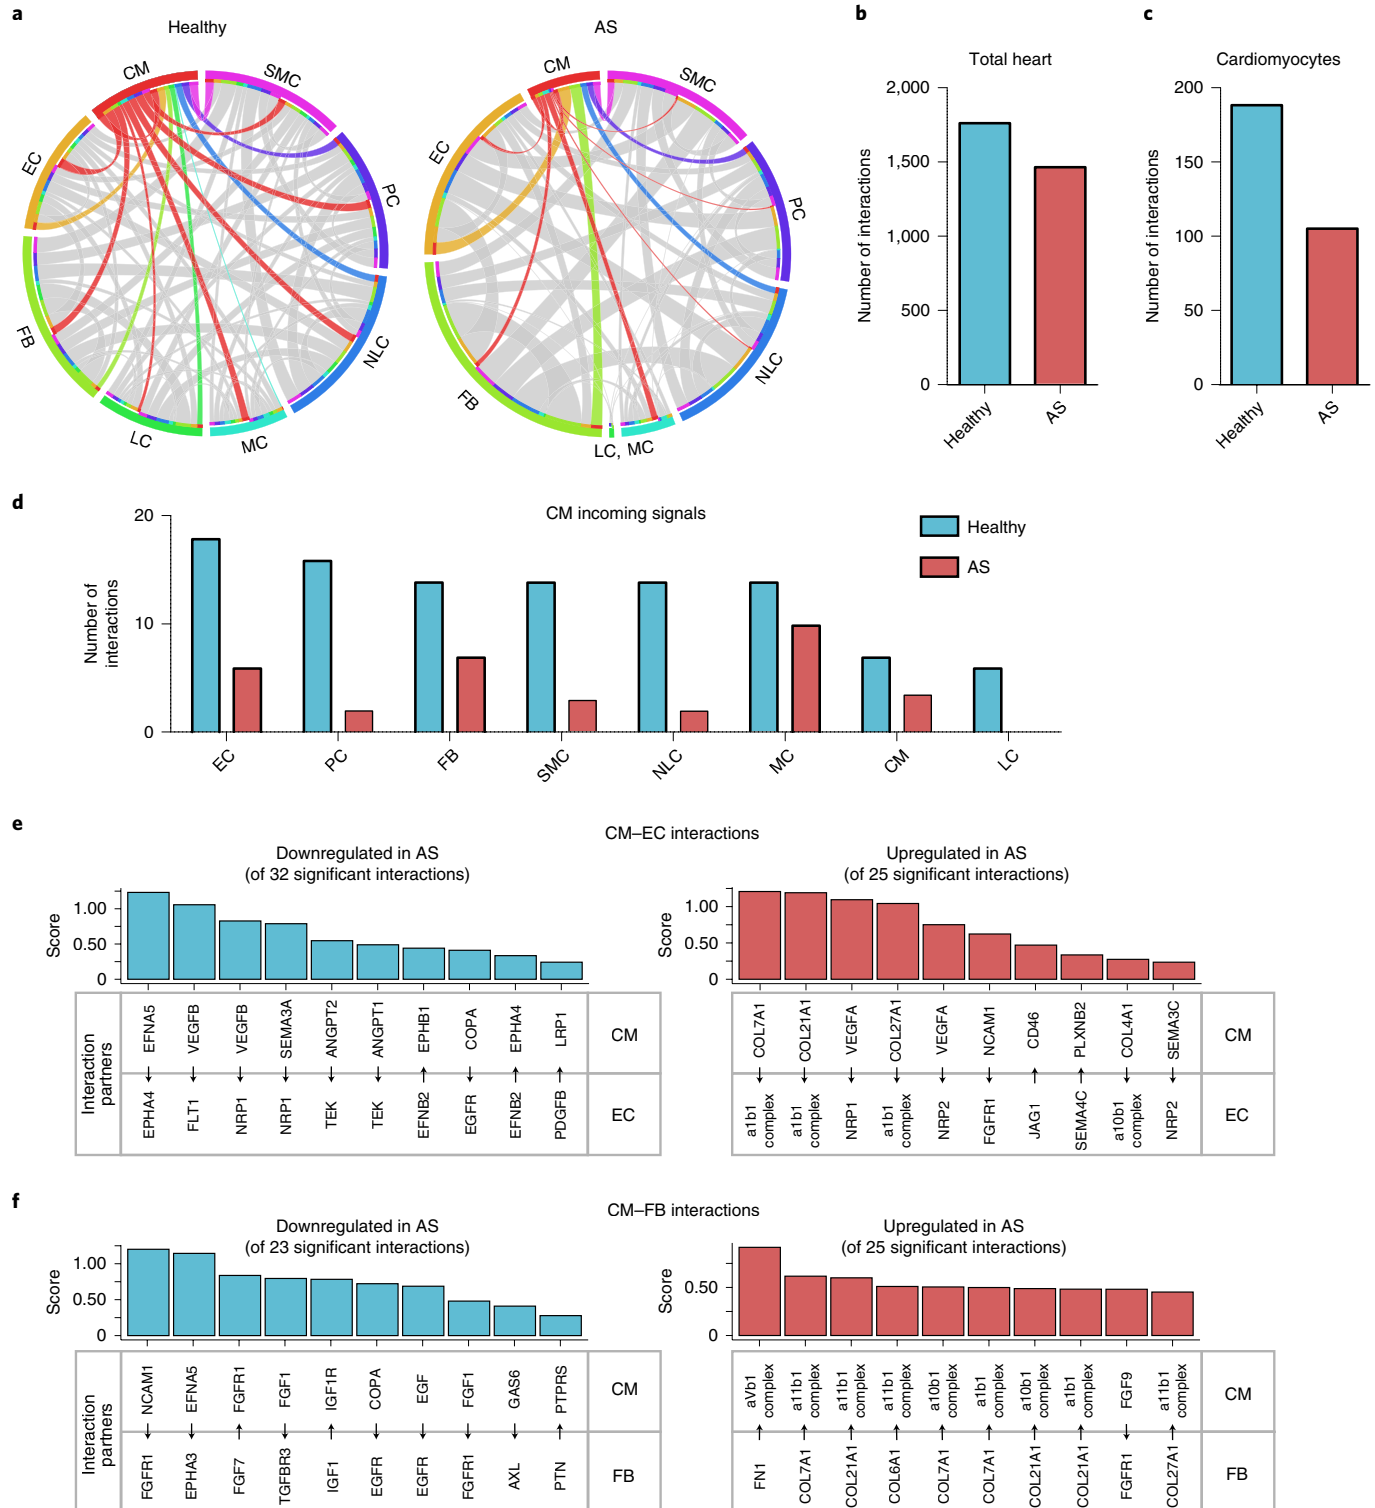 a
Healthy
AS
CM
SMC
PC
NLC
MC
LC
FB
EC
CM
SMC
PC
NLC
LC, MC
FB
EC
b
Total heart
Number of interactions
2,000
1,500
1,000
500
0
Healthy
AS
c
Cardiomyocytes
Number of interactions
200
150
100
50
0
Healthy
AS
d
CM incoming signals
Number of
interactions
20
10
0
EC
PC
FB
SMC
NLC
MC
CM
LC
Healthy
AS
e
CM–EC interactions
Downregulated in AS
(of 32 significant interactions)
Score
1.00
0.50
0
Interaction
partners
EFNA5
VEGFB
VEGFB
SEMA3A
ANGPT2
ANGPT1
EPHB1
COPA
EPHA4
LRP1
CM
EPHA4
FLT1
NRP1
NRP1
TEK
TEK
EFNB2
EGFR
EFNB2
PDGFB
EC
Upregulated in AS
(of 25 significant interactions)
Score
1.00
0.50
0
COL7A1
COL21A1
VEGFA
COL27A1
VEGFA
NCAM1
CD46
PLXNB2
COL4A1
SEMA3C
CM
a1b1
complex
a1b1
complex
NRP1
a1b1
complex
NRP2
FGFR1
JAG1
SEMA4C
a10b1
complex
NRP2
EC
f
CM–FB interactions
Downregulated in AS
(of 23 significant interactions)
Score
1.00
0.50
0
Interaction
partners
NCAM1
EFNA5
FGFR1
FGF1
IGF1R
COPA
EGF
FGF1
GAS6
PTPRS
CM
FGFR1
EPHA3
FGF7
TGFBR3
IGF1
EGFR
EGFR
FGFR1
AXL
PTN
FB
Upregulated in AS
(of 25 significant interactions)
Score
0.50
0
aVb1
complex
a11b1
complex
a11b1
complex
a11b1
complex
a10b1
complex
a1b1
complex
a10b1
complex
a1b1
complex
FGF9
a11b1
complex
CM
FN1
COL7A1
COL21A1
COL6A1
COL7A1
COL7A1
COL21A1
COL21A1
FGFR1
COL27A1
FB